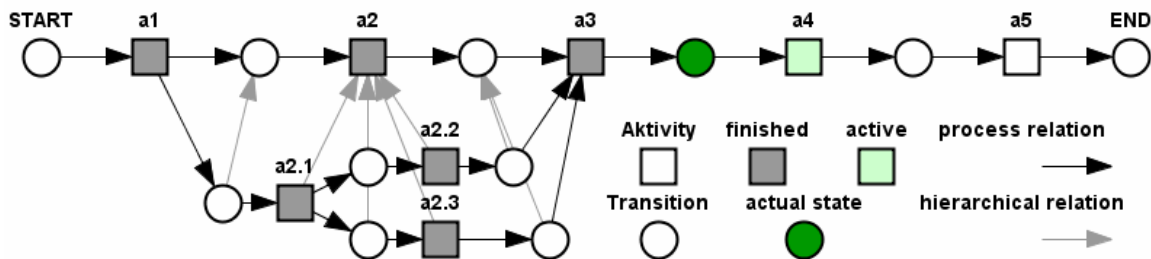 START a1 a2 a3 a4 a5 END
a2.2
Aktivity finished active process relation
a2.1
a2.3
Transition actual state hierarchical relation